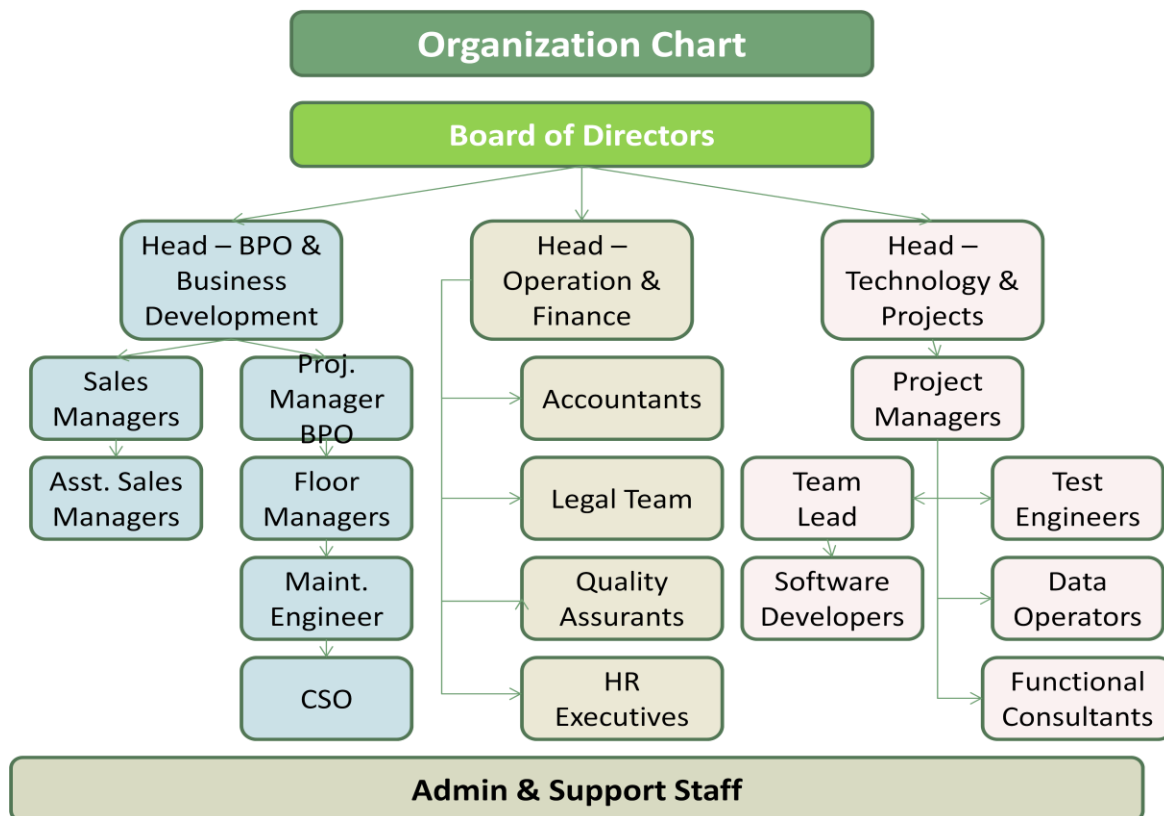 Organization Chart
Board of Directors
Head – BPO &
Business
Development
Head –
Operation &
Finance
Head –
Technology &
Projects
Sales
Managers
Proj.
Manager
BPO
Accountants
Project
Managers
Asst. Sales
Managers
Floor
Managers
Legal Team
Team
Lead
Test
Engineers
Maint.
Engineer
Quality
Assurants
Software
Developers
Data
Operators
CSO
HR
Executives
Functional
Consultants
Admin & Support Staff